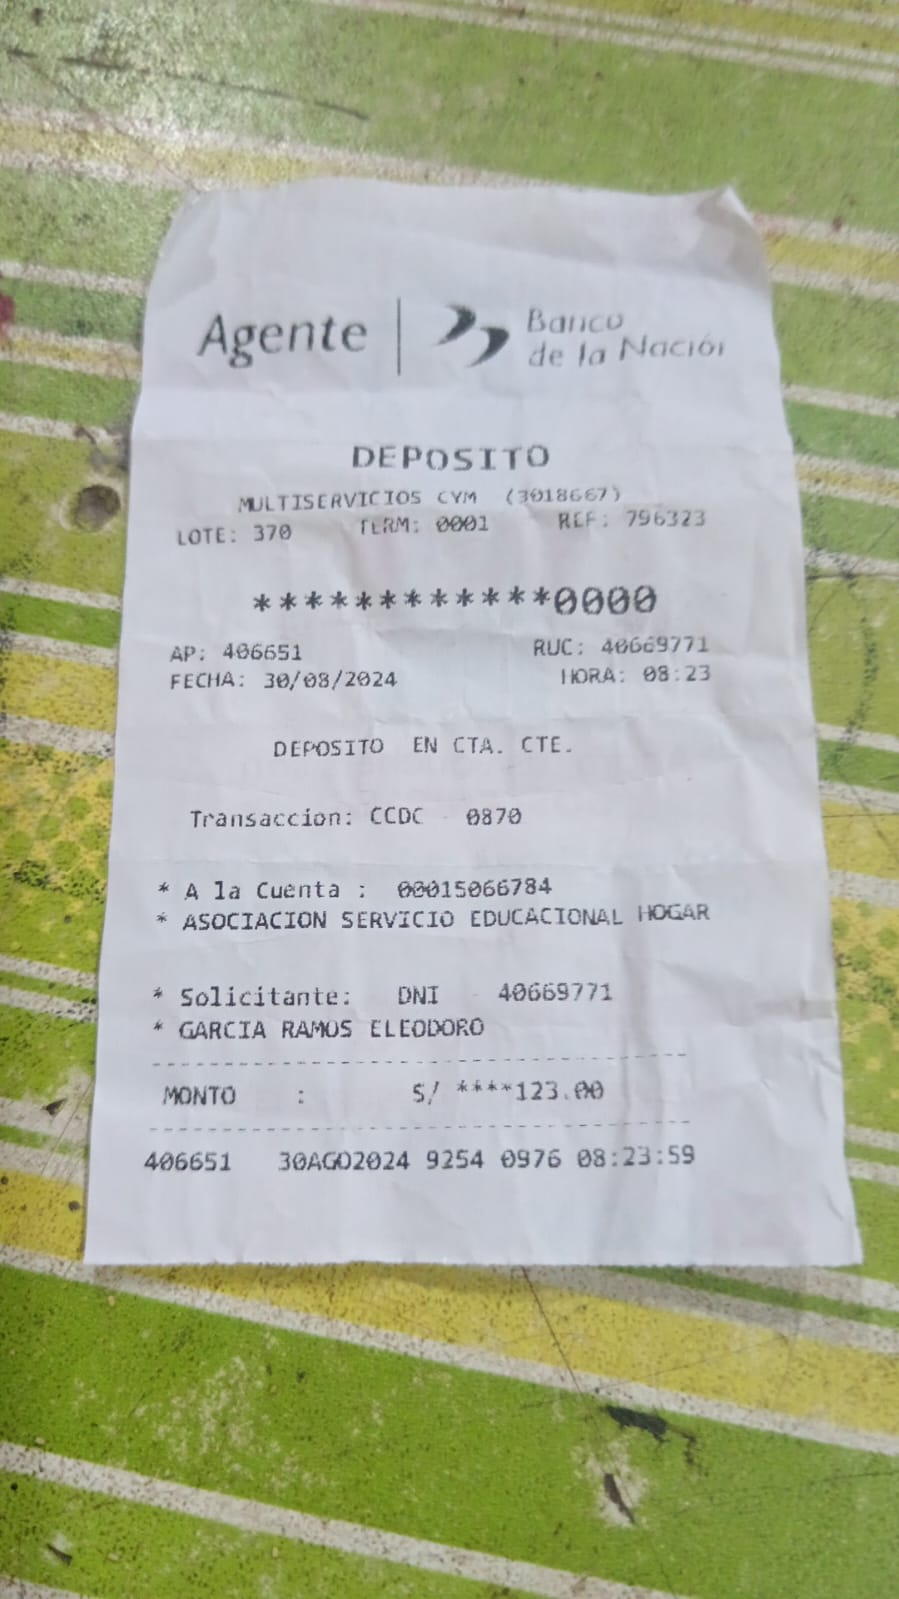 Agente | Banco
de la Nación
DEPOSITO
MULTISERVICIOS CYM (3018667)
LOTE: 370 TERM: 0001 REF: 796323
************0000
AP: 406651 RUC: 40669771
FECHA: 30/08/2024 HORA: 08:23
DEPOSITO EN CTA. CTE.
Transaccion: CCDC - 0870
* A la Cuenta : 00015066784
* ASOCIACION SERVICIO EDUCACIONAL HOGAR
* Solicitante: DNI - 40669771
* GARCIA RAMOS ELEODORO
MONTO : S/ ****123.00
406651 30AGO2024 9254 0976 08:23:59